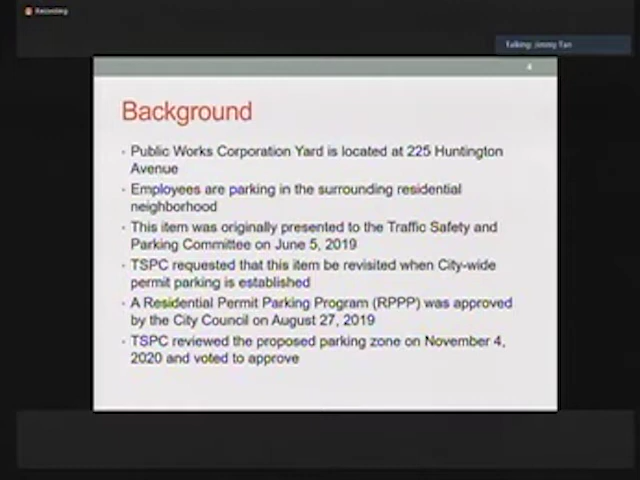 Recording
Talking: Jimmy Tan
4
Background
· Public Works Corporation Yard is located at 225 Huntington
Avenue
· Employees are parking in the surrounding residential
neighborhood
· This item was originally presented to the Traffic Safety and
Parking Committee on June 5, 2019
· TSPC requested that this item be revisited when City-wide
permit parking is established
· A Residential Permit Parking Program (RPPP) was approved
by the City Council on August 27, 2019
· TSPC reviewed the proposed parking zone on November 4,
2020 and voted to approve